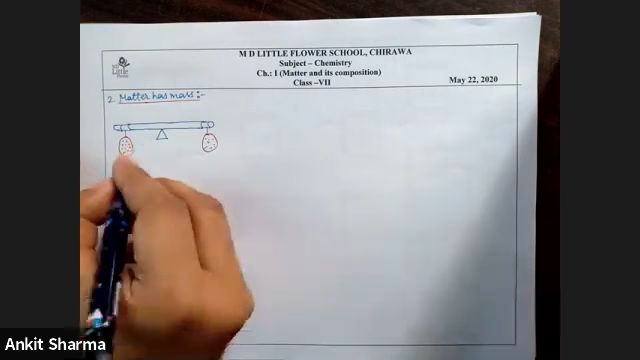 M D LITTLE FLOWER SCHOOL, CHIRAWA
Subject – Chemistry
Ch.: I (Matter and its composition)
Class –VII
May 22, 2020
Little
2. Matter has mass :-
Ankit Sharma